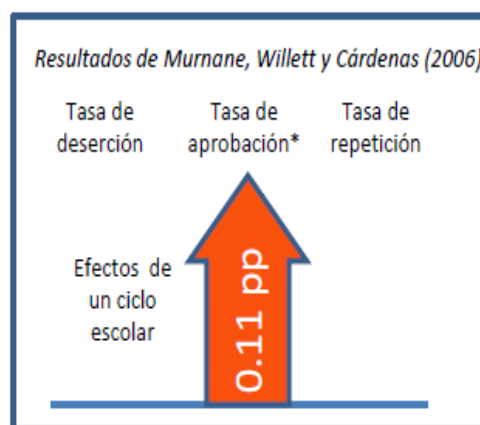 Resultados de Murnane, Willett y Cárdenas (2006)
Tasa de
deserción
Tasa de
aprobación*
Tasa de
repetición
Efectos de
un ciclo
escolar
0.11 pp